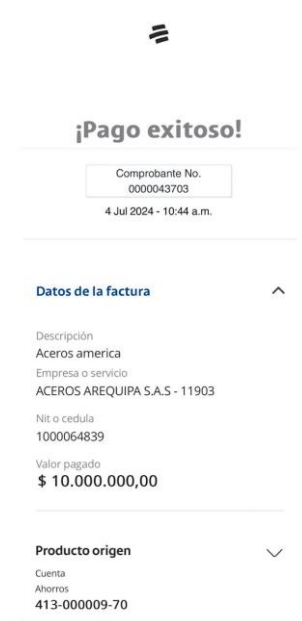 ¡Pago exitoso!
Comprobante No.
0000043703
4 Jul 2024 - 10:44 a.m.
Datos de la factura
Descripción
Aceros america
Empresa o servicio
ACEROS AREQUIPA S.A.S - 11903
Nit o cedula
1000064839
Valor pagado
$ 10.000.000,00
Producto origen
Cuenta
Ahorros
413-000009-70